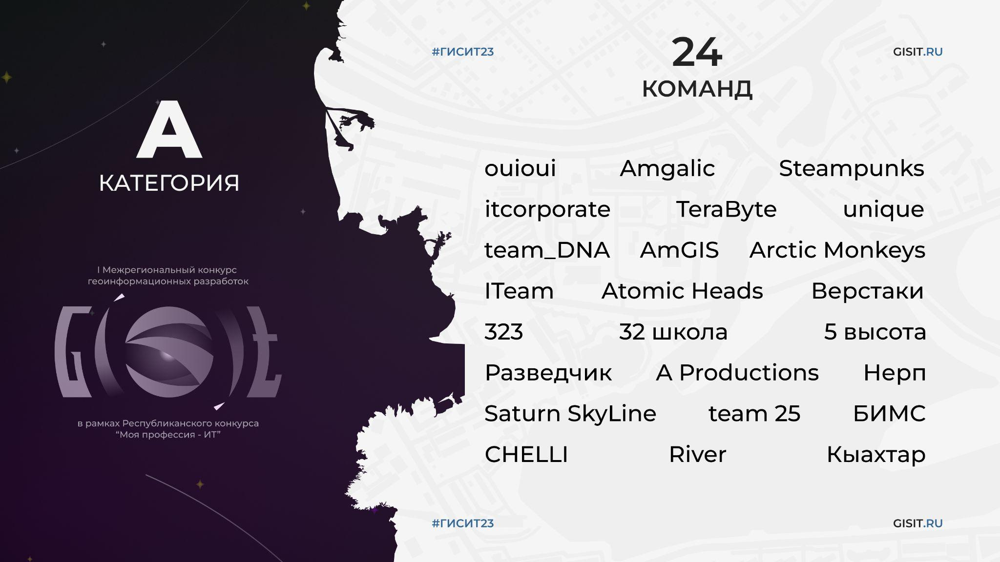 А
КАТЕГОРИЯ
I Межрегиональный конкурс
геоинформационных разработок
GISit
в рамках Республиканского конкурса
“Моя профессия - ИТ”
#ГИСИТ23
24
КОМАНД
GISIT.RU
ouioui Amgalic Steampunks
itcorporate TeraByte unique
team_DNA AmGIS Arctic Monkeys
ITeam Atomic Heads Верстаки
323 32 школа 5 высота
Разведчик A Productions Нерп
Saturn SkyLine team 25 БИМС
CHELLI River Кыахтар
#ГИСИТ23
GISIT.RU